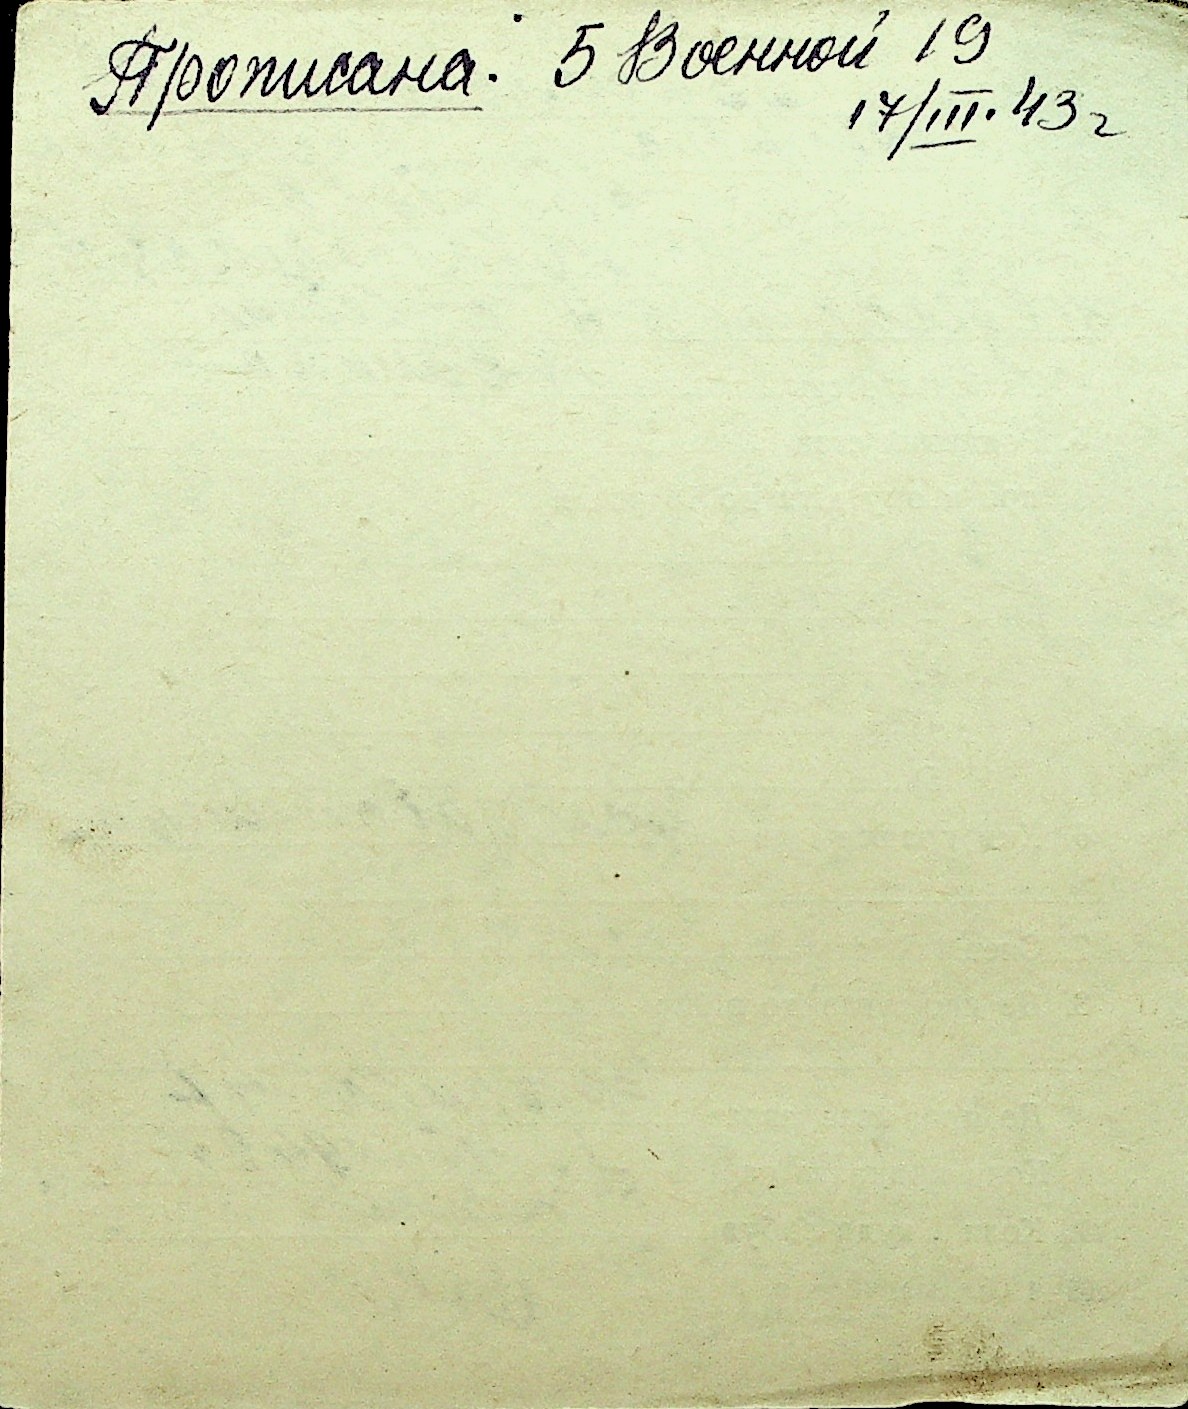 Прописана. 5 Военной 19
17/III. 43 г